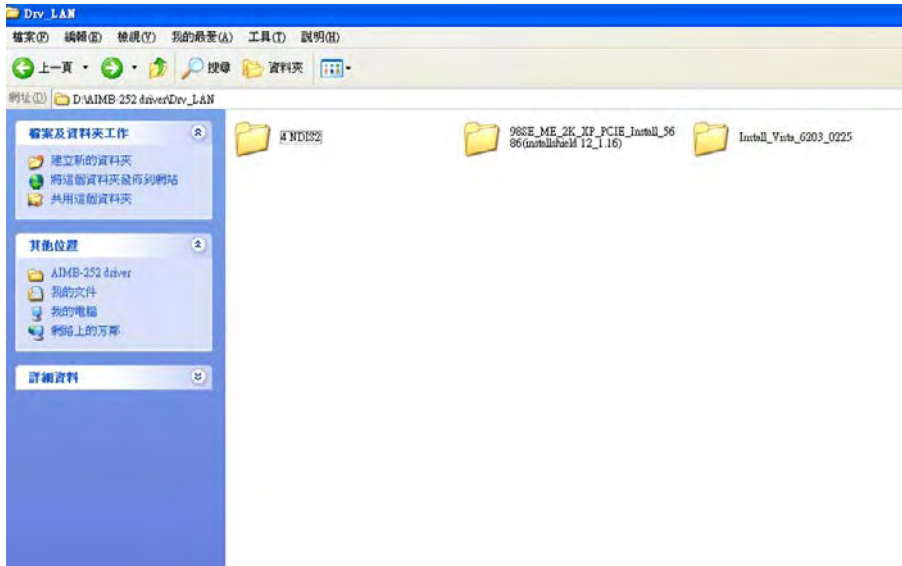 Drv_LAN
檔案(F) 編輯(E) 檢視(V) 我的最愛(A) 工具(T) 說明(H)
上一頁 搜尋 資料夾
網址(D) D:\AIMB-252 driver\Drv_LAN
檔案及資料夾工作
建立新的資料夾
將這個資料夾發佈到網站
共用這個資料夾
其他位置
AIMB-252 driver
我的文件
我的電腦
網路上的芳鄰
詳細資料
4 NDIS2
98SE_ME_2K_XP_PCIE_Install_56
86(installshield 12_1.16)
Install_Vista_6203_0225